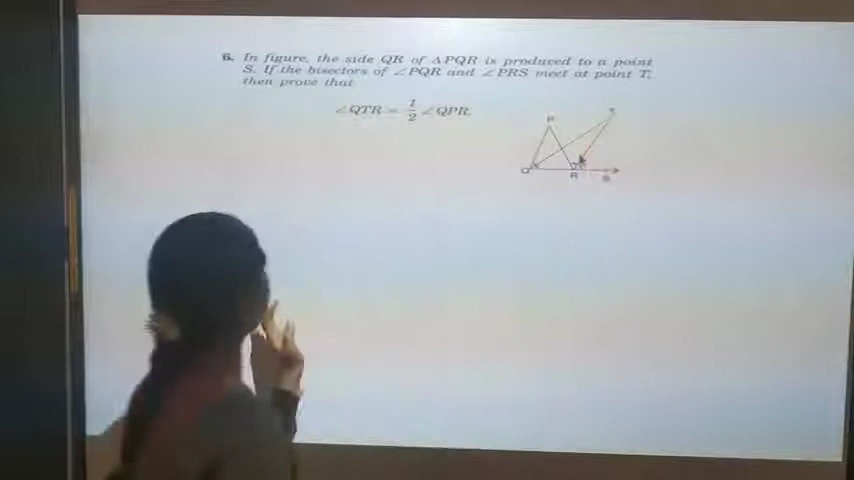 6. In figure, the side QR of ΔPQR is produced to a point
S. If the bisectors of ∠PQR and ∠PRS meet at point T,
then prove that
∠QTR = 1/2 ∠QPR.
P
T
Q
R
S